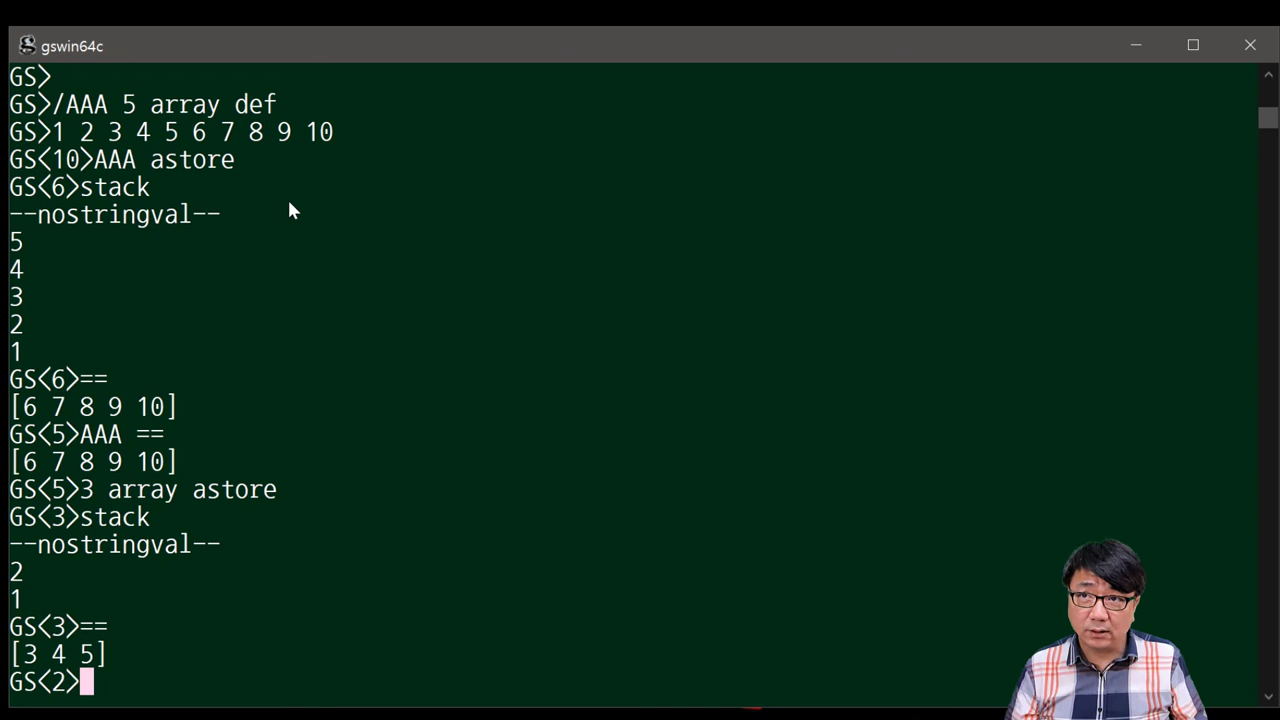 gswin64c
GS>
GS>/AAA 5 array def
GS>1 2 3 4 5 6 7 8 9 10
GS<10>AAA astore
GS<6>stack
--nostringval--
5
4
3
2
1
GS<6>==
[6 7 8 9 10]
GS<5>AAA ==
[6 7 8 9 10]
GS<5>3 array astore
GS<3>stack
--nostringval--
2
1
GS<3>==
[3 4 5]
GS<2>